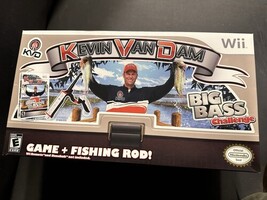 KVD
KEVIN VAN DAM
Wii
BIG
BASS
Challenge
GAME + FISHING ROD!
E